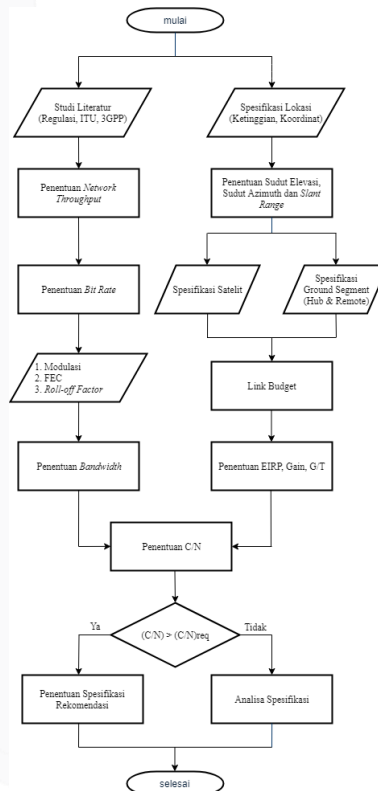 mulai
Studi Literatur
(Regulasi, ITU, 3GPP)
Spesifikasi Lokasi
(Ketinggian, Koordinat)
Penentuan Network
Throughput
Penentuan Sudut Elevasi,
Sudut Azimuth dan Slant
Range
Penentuan Bit Rate
Spesifikasi Satelit
Spesifikasi
Ground Segment
(Hub & Remote)
1. Modulasi
2. FEC
3. Roll-off Factor
Link Budget
Penentuan Bandwidth
Penentuan EIRP, Gain, G/T
Penentuan C/N
Ya
(C/N) > (C/N)req
Tidak
Penentuan Spesifikasi
Rekomendasi
Analisa Spesifikasi
selesai